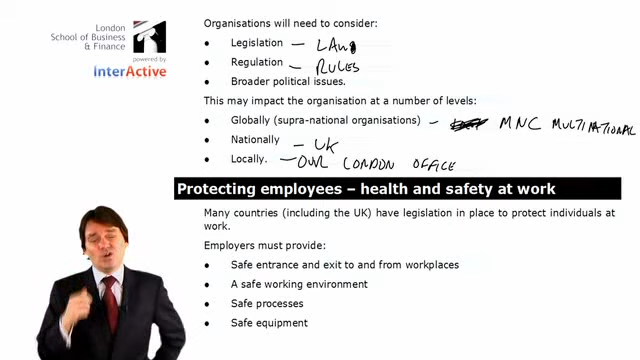 London
School of Business
& Finance
powered by
InterActive
Organisations will need to consider:
• Legislation – LAWS
• Regulation – RULES
• Broader political issues.
This may impact the organisation at a number of levels:
• Globally (supra-national organisations) – MNC MULTINATIONAL
• Nationally – UK
• Locally. – OUR LONDON OFFICE
Protecting employees – health and safety at work
Many countries (including the UK) have legislation in place to protect individuals at
work.
Employers must provide:
• Safe entrance and exit to and from workplaces
• A safe working environment
• Safe processes
• Safe equipment